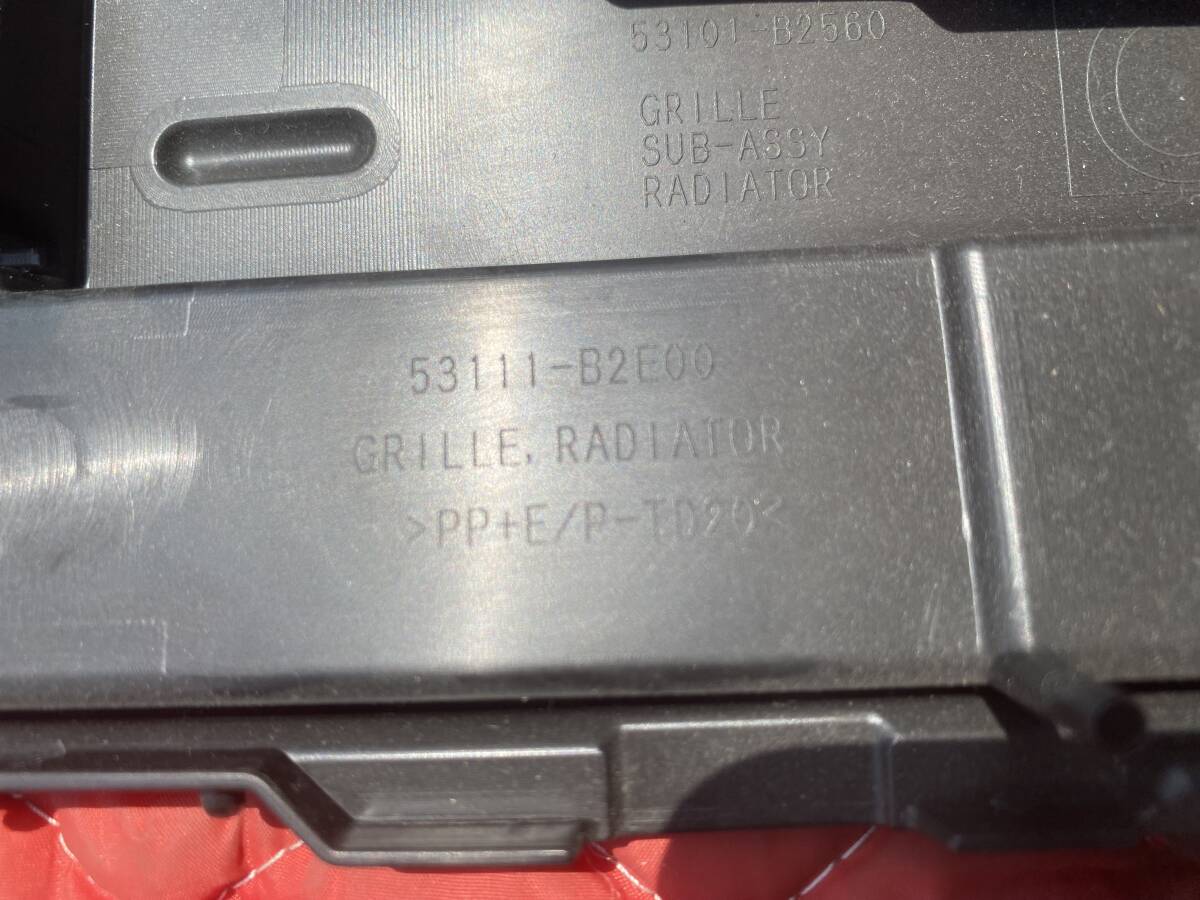 53101-B2560
GRILLE
SUB-ASSY
RADIATOR
53111-B2E00
GRILLE, RADIATOR
>PP+E/P-TD20<